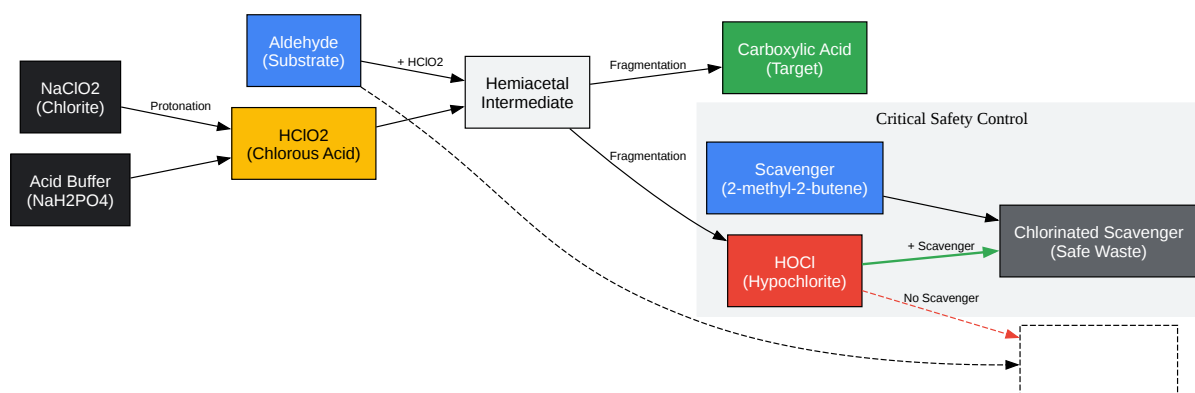 Aldehyde
(Substrate)
+ HClO2
NaClO2
(Chlorite)
Protonation
Acid Buffer
(NaH2PO4)
HClO2
(Chlorous Acid)
Hemiacetal
Intermediate
Fragmentation
Carboxylic Acid
(Target)
Fragmentation
Critical Safety Control
Scavenger
(2-methyl-2-butene)
HOCl
(Hypochlorite)
+ Scavenger
No Scavenger
Chlorinated Scavenger
(Safe Waste)